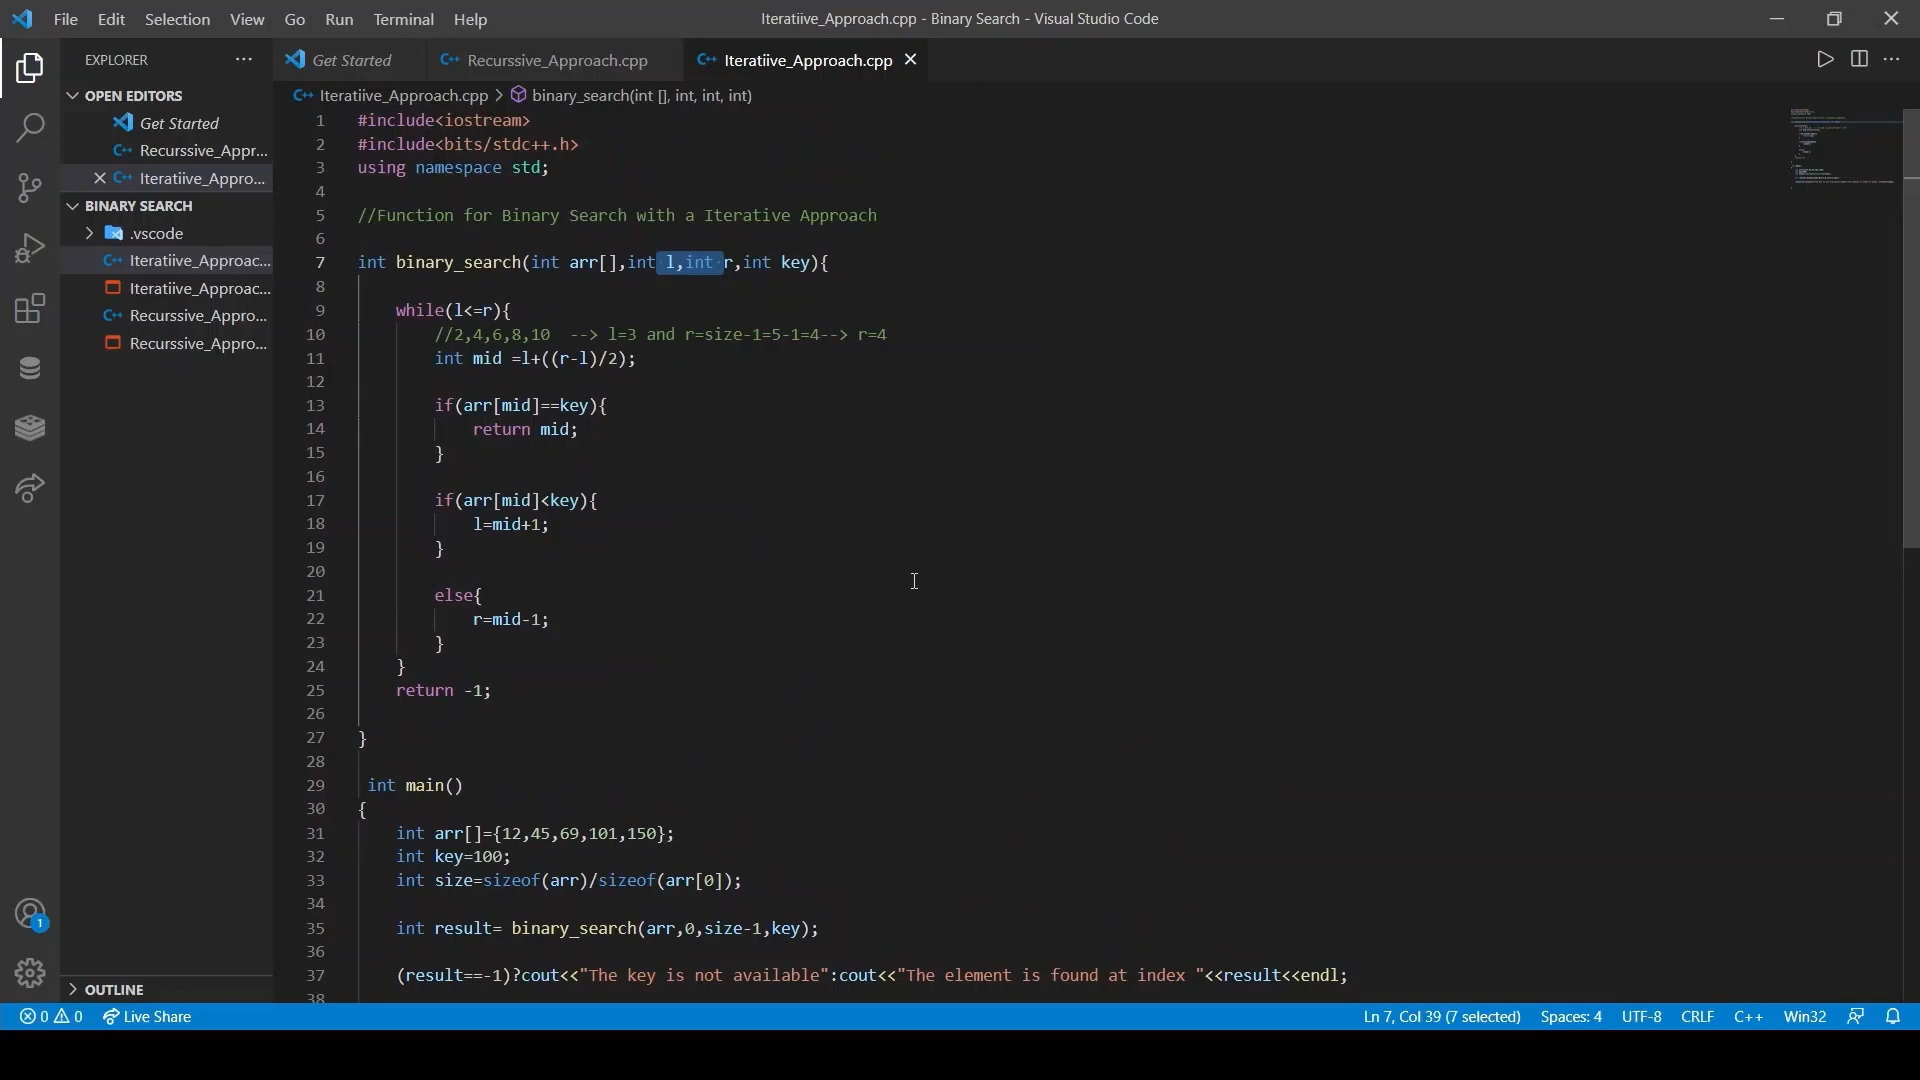 File Edit Selection View Go Run Terminal Help
Iteratiive_Approach.cpp - Binary Search - Visual Studio Code
EXPLORER
OPEN EDITORS
Get Started
Recurssive_Appr...
Iteratiive_Appro...
BINARY SEARCH
.vscode
Iteratiive_Approac...
Iteratiive_Approac...
Recurssive_Appro...
Recurssive_Appro...
OUTLINE
Get Started
Recurssive_Approach.cpp
Iteratiive_Approach.cpp
Iteratiive_Approach.cpp > binary_search(int [], int, int, int)
1 #include<iostream>
2 #include<bits/stdc++.h>
3 using namespace std;
4
5 //Function for Binary Search with a Iterative Approach
6
7 int binary_search(int arr[],int l,int r,int key){
8
9 while(l<=r){
10 //2,4,6,8,10 --> l=3 and r=size-1=5-1=4--> r=4
11 int mid =l+((r-l)/2);
12
13 if(arr[mid]==key){
14 return mid;
15 }
16
17 if(arr[mid]<key){
18 l=mid+1;
19 }
20
21 else{
22 r=mid-1;
23 }
24 }
25 return -1;
26
27 }
28
29 int main()
30 {
31 int arr[]={12,45,69,101,150};
32 int key=100;
33 int size=sizeof(arr)/sizeof(arr[0]);
34
35 int result= binary_search(arr,0,size-1,key);
36
37 (result==-1)?cout<<"The key is not available":cout<<"The element is found at index "<<result<<endl;
38
1
0 0 Live Share
Ln 7, Col 39 (7 selected) Spaces: 4 UTF-8 CRLF C++ Win32